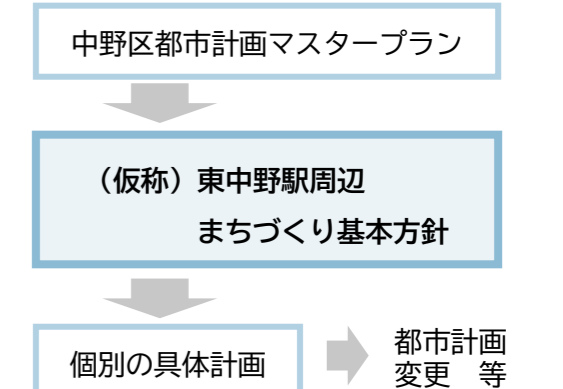 中野区都市計画マスタープラン
（仮称）東中野駅周辺
まちづくり基本方針
個別の具体計画
都市計画
変更　等